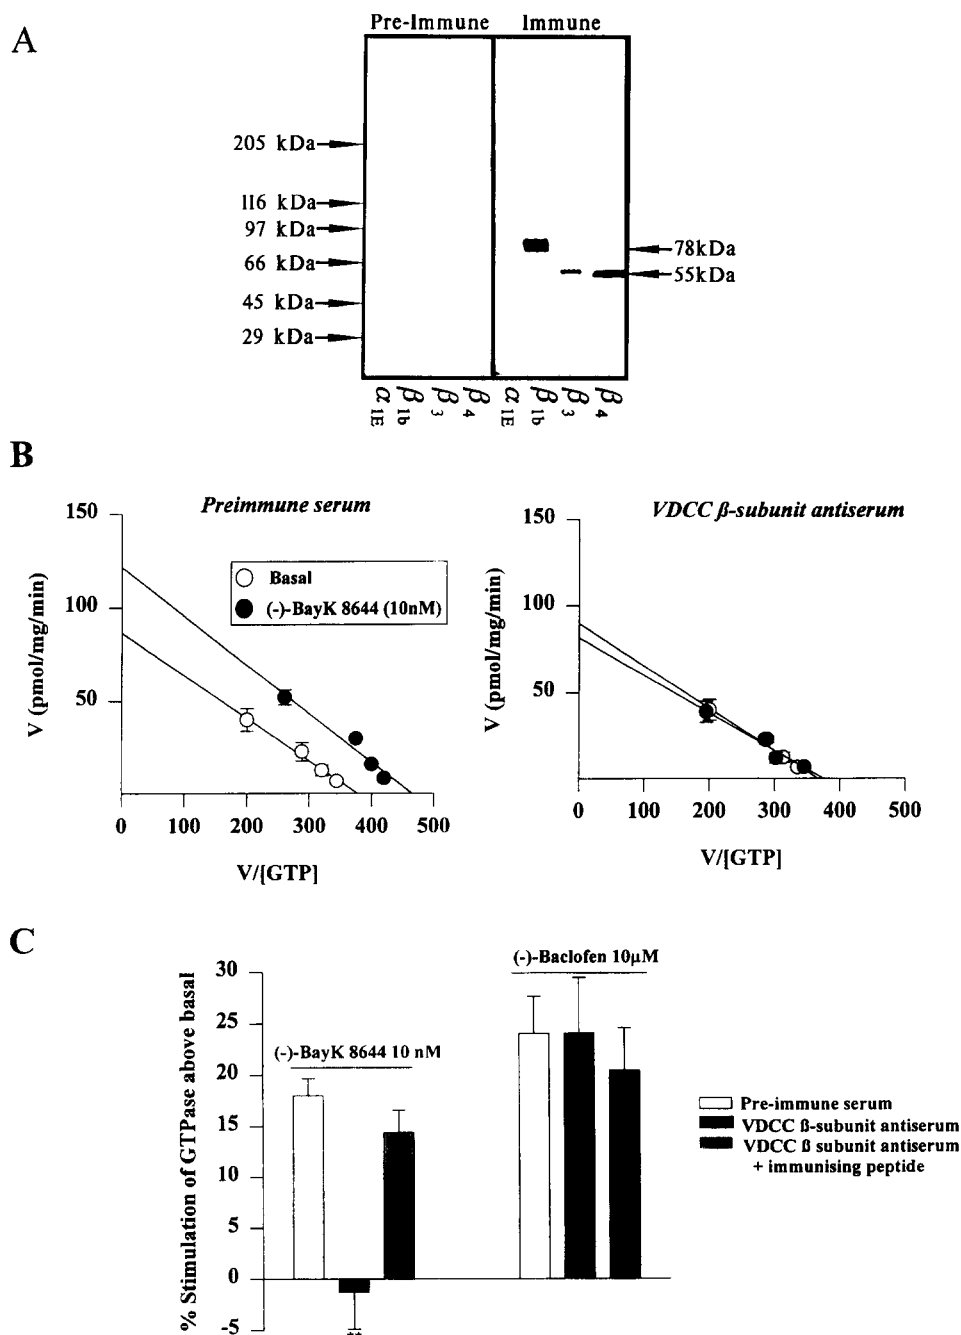 A
Pre-Immune Immune
205 kDa
116 kDa
97 kDa
66 kDa
45 kDa
29 kDa
78kDa
55kDa
α1E β1b β3 β4 α1E β1b β3 β4
B
Preimmune serum
150
100
50
V (pmol/mg/min)
Basal
(-)-BayK 8644 (10nM)
0 100 200 300 400 500
V/[GTP]
VDCC ß-subunit antiserum
150
100
50
V (pmol/mg/min)
0 100 200 300 400 500
V/[GTP]
C
% Stimulation of GTPase above basal
30
25
20
15
10
5
0
-5
(-)-BayK 8644 10 nM
**
(-)-Baclofen 10µM
Pre-immune serum
VDCC ß-subunit antiserum
VDCC ß subunit antiserum
+ immunising peptide